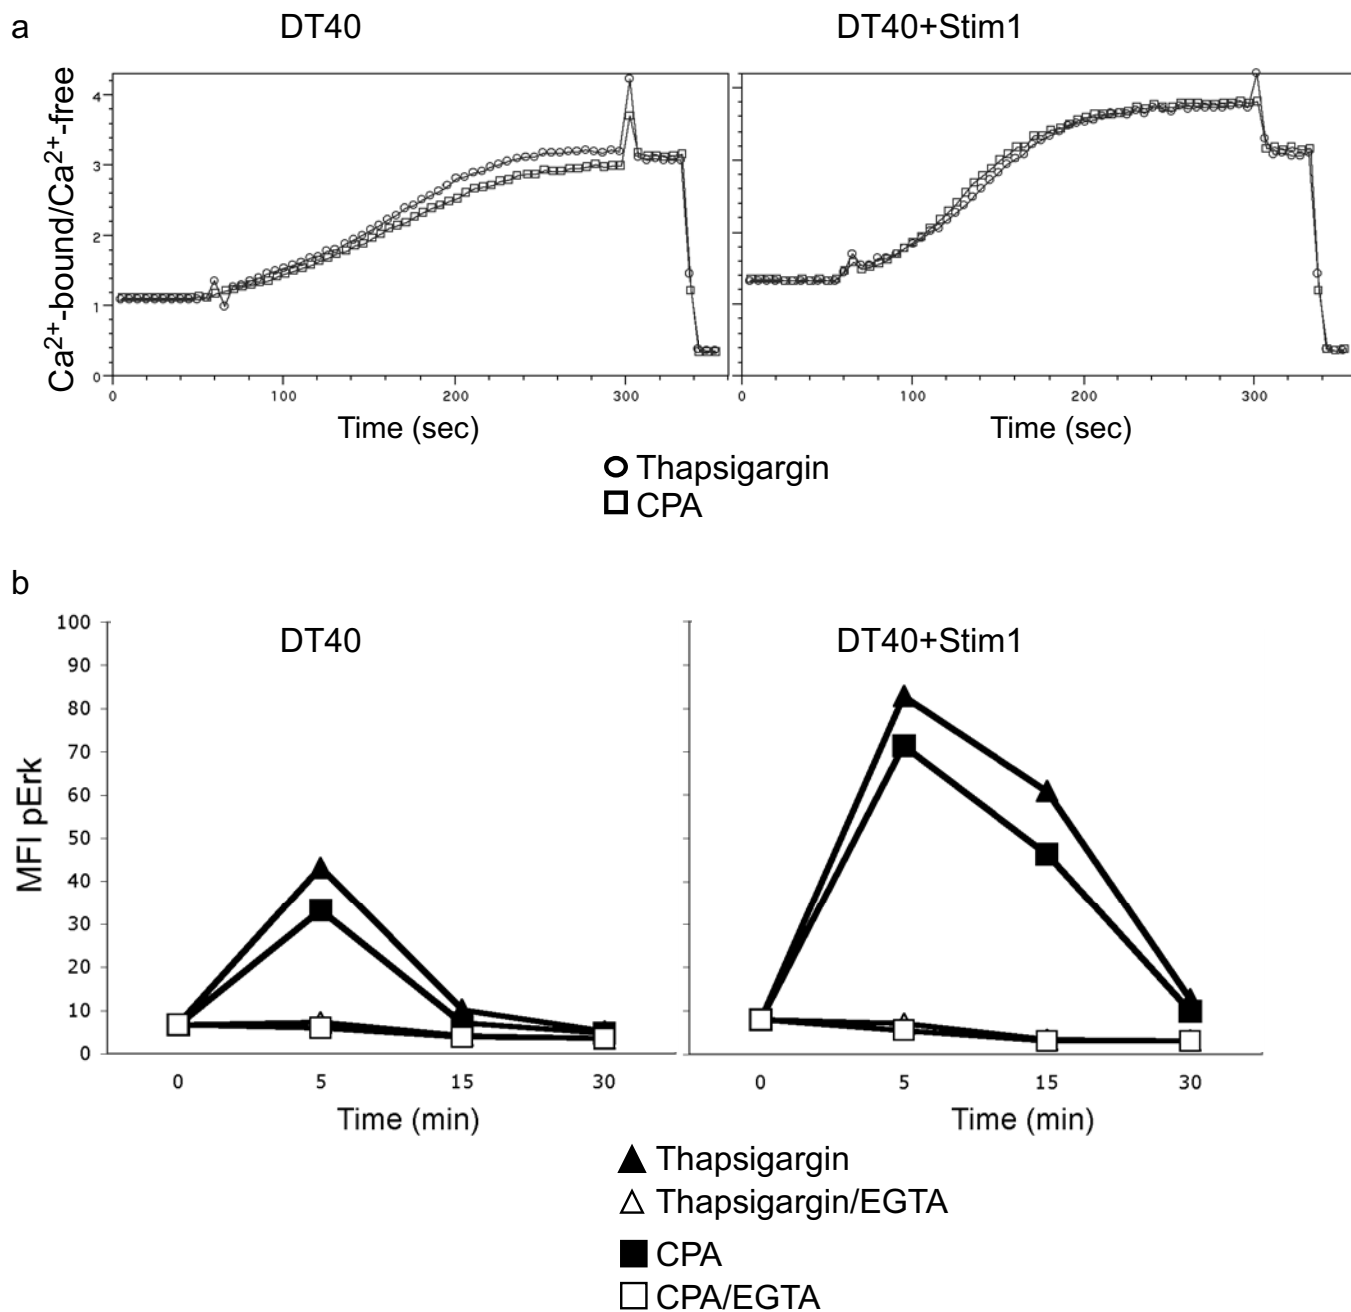 a
DT40 DT40+Stim1
Ca2+-bound/Ca2+-free
4
3
2
1
0
0 100 200 300
0 100 200 300
Time (sec) Time (sec)
Thapsigargin
CPA
b
DT40 DT40+Stim1
MFI pErk
100
90
80
70
60
50
40
30
20
10
0
0 5 15 30
0 5 15 30
Time (min) Time (min)
Thapsigargin
Thapsigargin/EGTA
CPA
CPA/EGTA